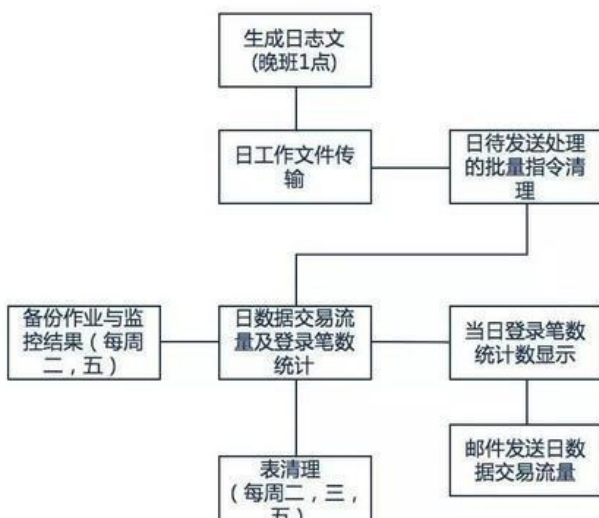 生成日志文
(晚班1点)
日工作文件传
输
日待发送处理
的批量指令清
理
备份作业与监
控结果（每周
二，五）
日数据交易流
量及登录笔数
统计
当日登录笔数
统计数显示
表清理
（每周二，三，
五）
邮件发送日数
据交易流量